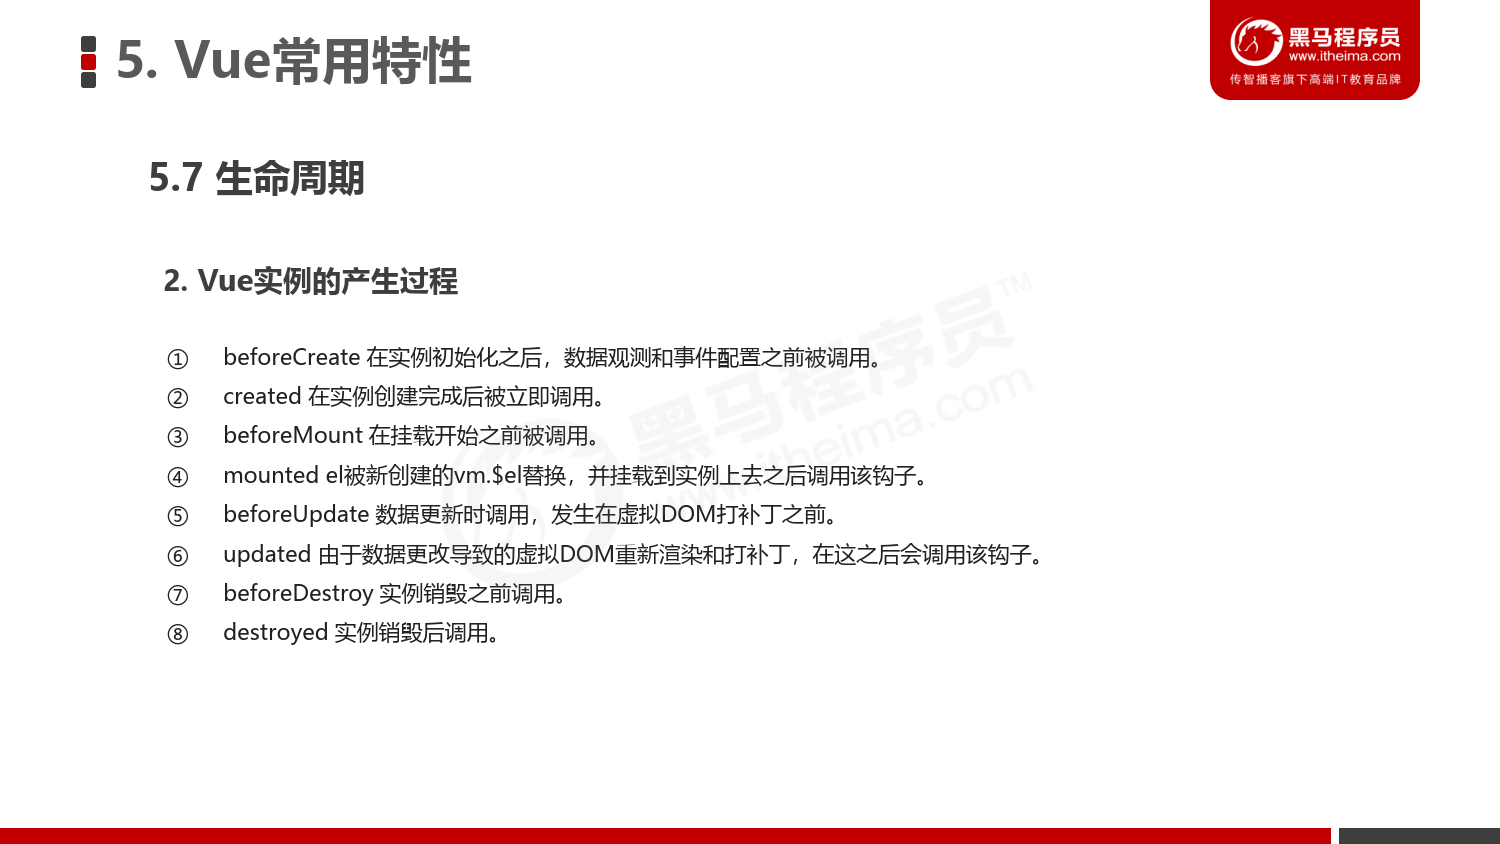 5. Vue常用特性
黑马程序员
www.itheima.com
传智播客旗下高端IT教育品牌
5.7 生命周期
2. Vue实例的产生过程
① beforeCreate 在实例初始化之后，数据观测和事件配置之前被调用。
② created 在实例创建完成后被立即调用。
③ beforeMount 在挂载开始之前被调用。
④ mounted el被新创建的vm.$el替换，并挂载到实例上去之后调用该钩子。
⑤ beforeUpdate 数据更新时调用，发生在虚拟DOM打补丁之前。
⑥ updated 由于数据更改导致的虚拟DOM重新渲染和打补丁，在这之后会调用该钩子。
⑦ beforeDestroy 实例销毁之前调用。
⑧ destroyed 实例销毁后调用。
黑马程序员™
www.itheima.com